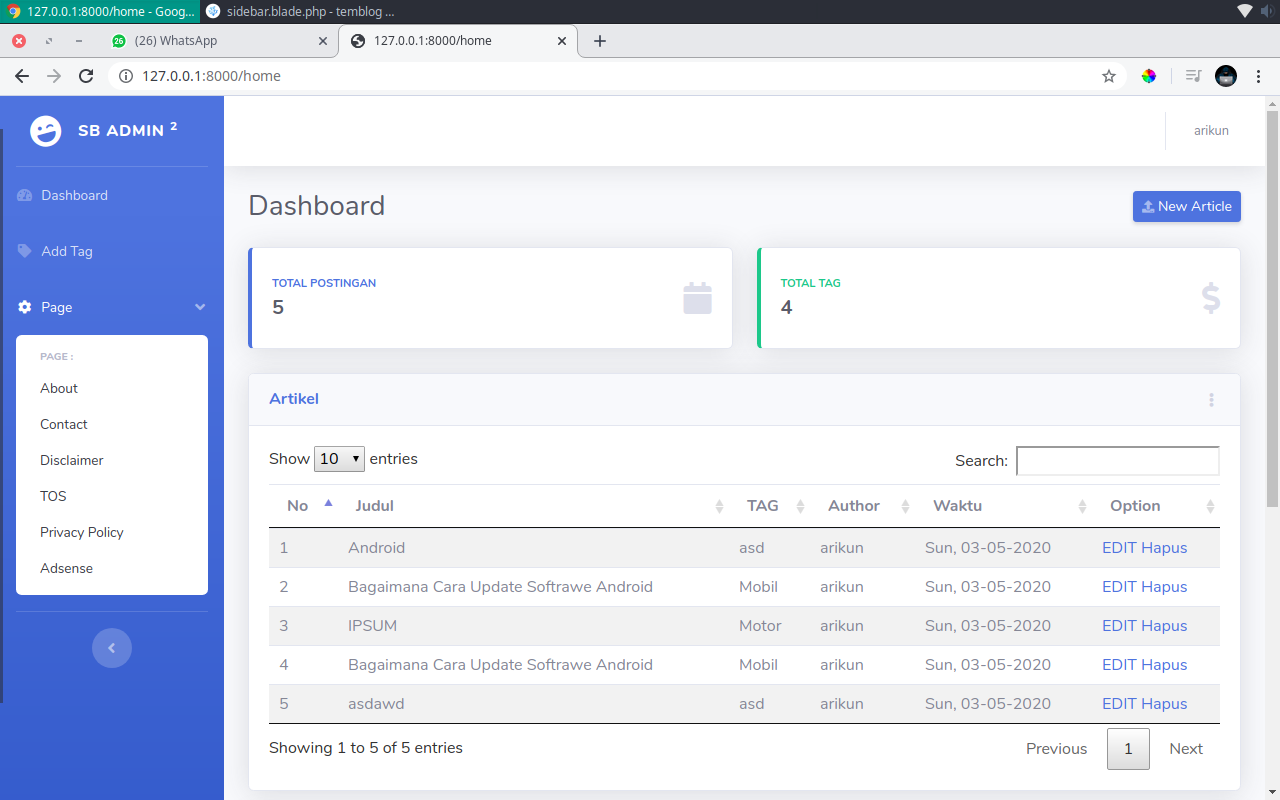 127.0.0.1:8000/home - Goog... sidebar.blade.php - temblog ...
26 (26) WhatsApp 127.0.0.1:8000/home
127.0.0.1:8000/home
SB ADMIN 2
arikun
Dashboard
Add Tag
Page
PAGE :
About
Contact
Disclaimer
TOS
Privacy Policy
Adsense
Dashboard
New Article
TOTAL POSTINGAN
5
TOTAL TAG
4
Artikel
Show 10 entries
Search:
No Judul TAG Author Waktu Option
1 Android asd arikun Sun, 03-05-2020 EDIT Hapus
2 Bagaimana Cara Update Softrawe Android Mobil arikun Sun, 03-05-2020 EDIT Hapus
3 IPSUM Motor arikun Sun, 03-05-2020 EDIT Hapus
4 Bagaimana Cara Update Softrawe Android Mobil arikun Sun, 03-05-2020 EDIT Hapus
5 asdawd asd arikun Sun, 03-05-2020 EDIT Hapus
Showing 1 to 5 of 5 entries
Previous 1 Next